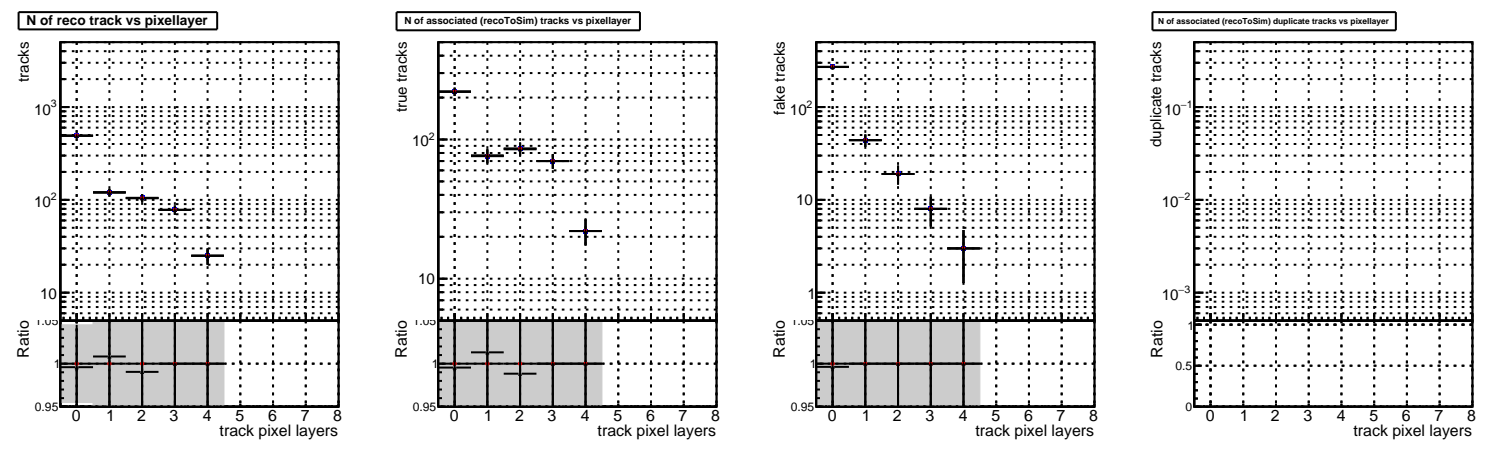 N of reco track vs pixellayer
tracks
10³
10²
10
Ratio
1.05
1
0.95
0 1 2 3 4 5 6 7 8
track pixel layers
N of associated (recoToSim) tracks vs pixellayer
true tracks
10²
10
Ratio
1.05
1
0.95
0 1 2 3 4 5 6 7 8
track pixel layers
fake tracks
10²
10
1
Ratio
1.05
1
0.95
0 1 2 3 4 5 6 7 8
track pixel layers
N of associated (recoToSim) duplicate tracks vs pixellayer
duplicate tracks
10⁻¹
10⁻²
10⁻³
Ratio
1
0.5
0
0 1 2 3 4 5 6 7 8
track pixel layers